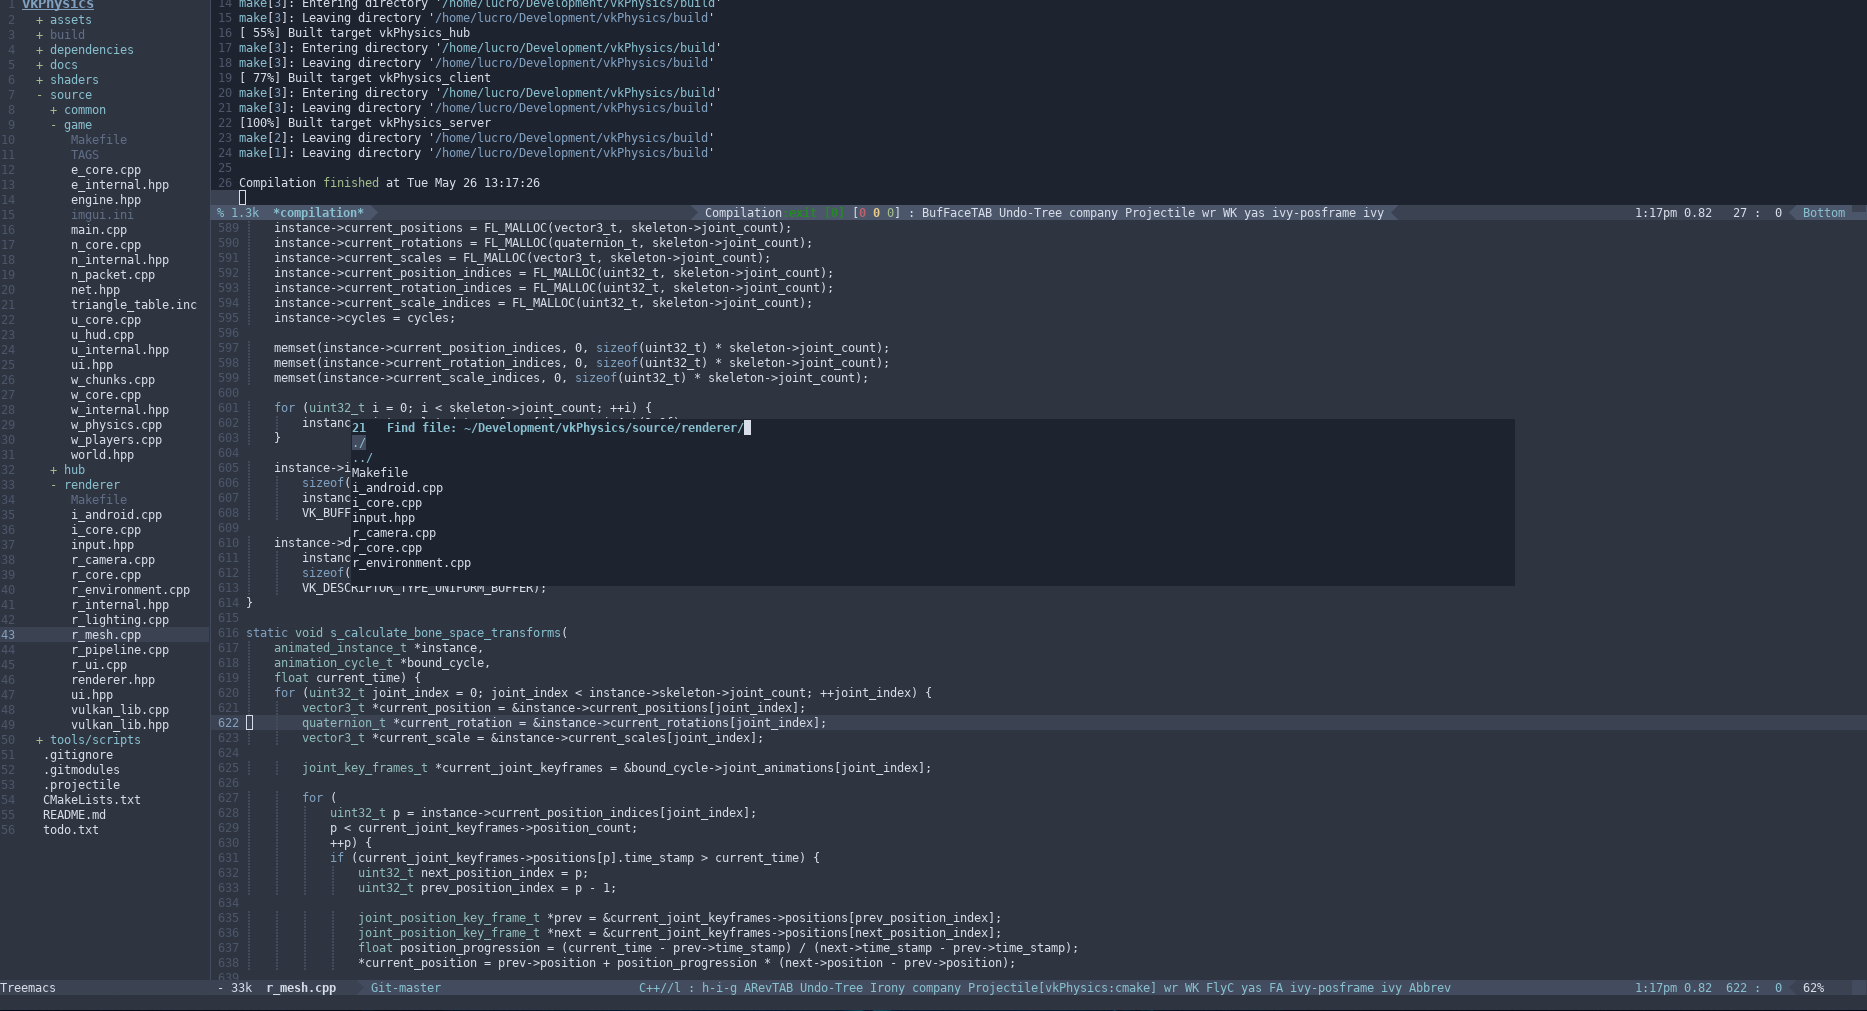 1 vkPhysics
2 + assets
3 + build
4 + dependencies
5 + docs
6 + shaders
7 - source
8 + common
9 - game
10 Makefile
11 TAGS
12 e_core.cpp
13 e_internal.hpp
14 engine.hpp
15 imgui.ini
16 main.cpp
17 n_core.cpp
18 n_internal.hpp
19 n_packet.cpp
20 net.hpp
21 triangle_table.inc
22 u_core.cpp
23 u_hud.cpp
24 u_internal.hpp
25 ui.hpp
26 w_chunks.cpp
27 w_core.cpp
28 w_internal.hpp
29 w_physics.cpp
30 w_players.cpp
31 world.hpp
32 + hub
33 - renderer
34 Makefile
35 i_android.cpp
36 i_core.cpp
37 input.hpp
38 r_camera.cpp
39 r_core.cpp
40 r_environment.cpp
41 r_internal.hpp
42 r_lighting.cpp
43 r_mesh.cpp
44 r_pipeline.cpp
45 r_ui.cpp
46 renderer.hpp
47 ui.hpp
48 vulkan_lib.cpp
49 vulkan_lib.hpp
50 + tools/scripts
51 .gitignore
52 .gitmodules
53 .projectile
54 CMakeLists.txt
55 README.md
56 todo.txt
Treemacs
14 make[3]: Entering directory '/home/lucro/Development/vkPhysics/build'
15 make[3]: Leaving directory '/home/lucro/Development/vkPhysics/build'
16 [ 55%] Built target vkPhysics_hub
17 make[3]: Entering directory '/home/lucro/Development/vkPhysics/build'
18 make[3]: Leaving directory '/home/lucro/Development/vkPhysics/build'
19 [ 77%] Built target vkPhysics_client
20 make[3]: Entering directory '/home/lucro/Development/vkPhysics/build'
21 make[3]: Leaving directory '/home/lucro/Development/vkPhysics/build'
22 [100%] Built target vkPhysics_server
23 make[2]: Leaving directory '/home/lucro/Development/vkPhysics/build'
24 make[1]: Leaving directory '/home/lucro/Development/vkPhysics/build'
25
26 Compilation finished at Tue May 26 13:17:26
% 1.3k *compilation* Compilation:exit [0] [0 0 0] : BufFaceTAB Undo-Tree company Projectile wr WK yas ivy-posframe ivy 1:17pm 0.82 27 : 0 Bottom
589 instance->current_positions = FL_MALLOC(vector3_t, skeleton->joint_count);
590 instance->current_rotations = FL_MALLOC(quaternion_t, skeleton->joint_count);
591 instance->current_scales = FL_MALLOC(vector3_t, skeleton->joint_count);
592 instance->current_position_indices = FL_MALLOC(uint32_t, skeleton->joint_count);
593 instance->current_rotation_indices = FL_MALLOC(uint32_t, skeleton->joint_count);
594 instance->current_scale_indices = FL_MALLOC(uint32_t, skeleton->joint_count);
595 instance->cycles = cycles;
596
597 memset(instance->current_position_indices, 0, sizeof(uint32_t) * skeleton->joint_count);
598 memset(instance->current_rotation_indices, 0, sizeof(uint32_t) * skeleton->joint_count);
599 memset(instance->current_scale_indices, 0, sizeof(uint32_t) * skeleton->joint_count);
600
601 for (uint32_t i = 0; i < skeleton->joint_count; ++i) {
602 instanc
603 }
604
605 instance->i
606 sizeof(
607 instanc
608 VK_BUFF
609
610 instance->d
611 instanc
612 sizeof(
613 VK_DESCRIPTOR_TYPE_UNIFORM_BUFFER);
614 }
615
21 Find file: ~/Development/vkPhysics/source/renderer/
./
../
Makefile
i_android.cpp
i_core.cpp
input.hpp
r_camera.cpp
r_core.cpp
r_environment.cpp
616 static void s_calculate_bone_space_transforms(
617 animated_instance_t *instance,
618 animation_cycle_t *bound_cycle,
619 float current_time) {
620 for (uint32_t joint_index = 0; joint_index < instance->skeleton->joint_count; ++joint_index) {
621 vector3_t *current_position = &instance->current_positions[joint_index];
622 quaternion_t *current_rotation = &instance->current_rotations[joint_index];
623 vector3_t *current_scale = &instance->current_scales[joint_index];
624
625 joint_key_frames_t *current_joint_keyframes = &bound_cycle->joint_animations[joint_index];
626
627 for (
628 uint32_t p = instance->current_position_indices[joint_index];
629 p < current_joint_keyframes->position_count;
630 ++p) {
631 if (current_joint_keyframes->positions[p].time_stamp > current_time) {
632 uint32_t next_position_index = p;
633 uint32_t prev_position_index = p - 1;
634
635 joint_position_key_frame_t *prev = &current_joint_keyframes->positions[prev_position_index];
636 joint_position_key_frame_t *next = &current_joint_keyframes->positions[next_position_index];
637 float position_progression = (current_time - prev->time_stamp) / (next->time_stamp - prev->time_stamp);
638 *current_position = prev->position + position_progression * (next->position - prev->position);
639
- 33k r_mesh.cpp Git-master C++//l : h-i-g ARevTAB Undo-Tree Irony company Projectile[vkPhysics:cmake] wr WK FlyC yas FA ivy-posframe ivy Abbrev 1:17pm 0.82 622 : 0 62%